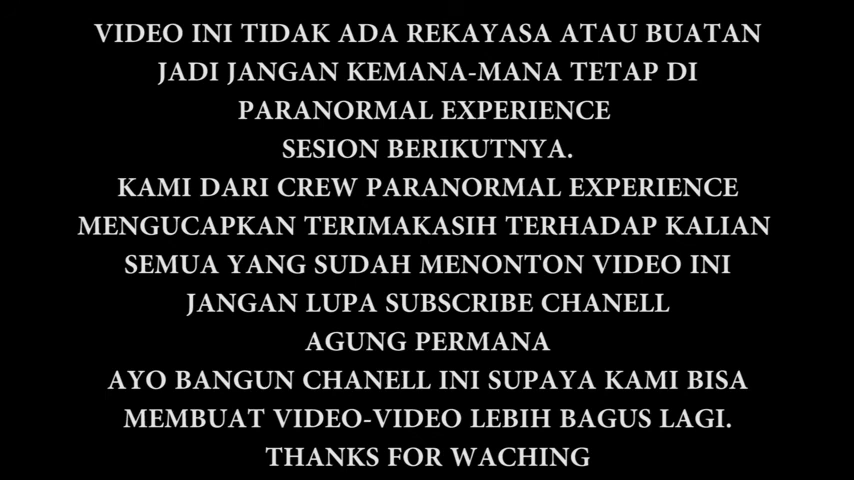 VIDEO INI TIDAK ADA REKAYASA ATAU BUATAN
JADI JANGAN KEMANA-MANA TETAP DI
PARANORMAL EXPERIENCE
SESION BERIKUTNYA.
KAMI DARI CREW PARANORMAL EXPERIENCE
MENGUCAPKAN TERIMAKASIH TERHADAP KALIAN
SEMUA YANG SUDAH MENONTON VIDEO INI
JANGAN LUPA SUBSCRIBE CHANELL
AGUNG PERMANA
AYO BANGUN CHANELL INI SUPAYA KAMI BISA
MEMBUAT VIDEO-VIDEO LEBIH BAGUS LAGI.
THANKS FOR WACHING